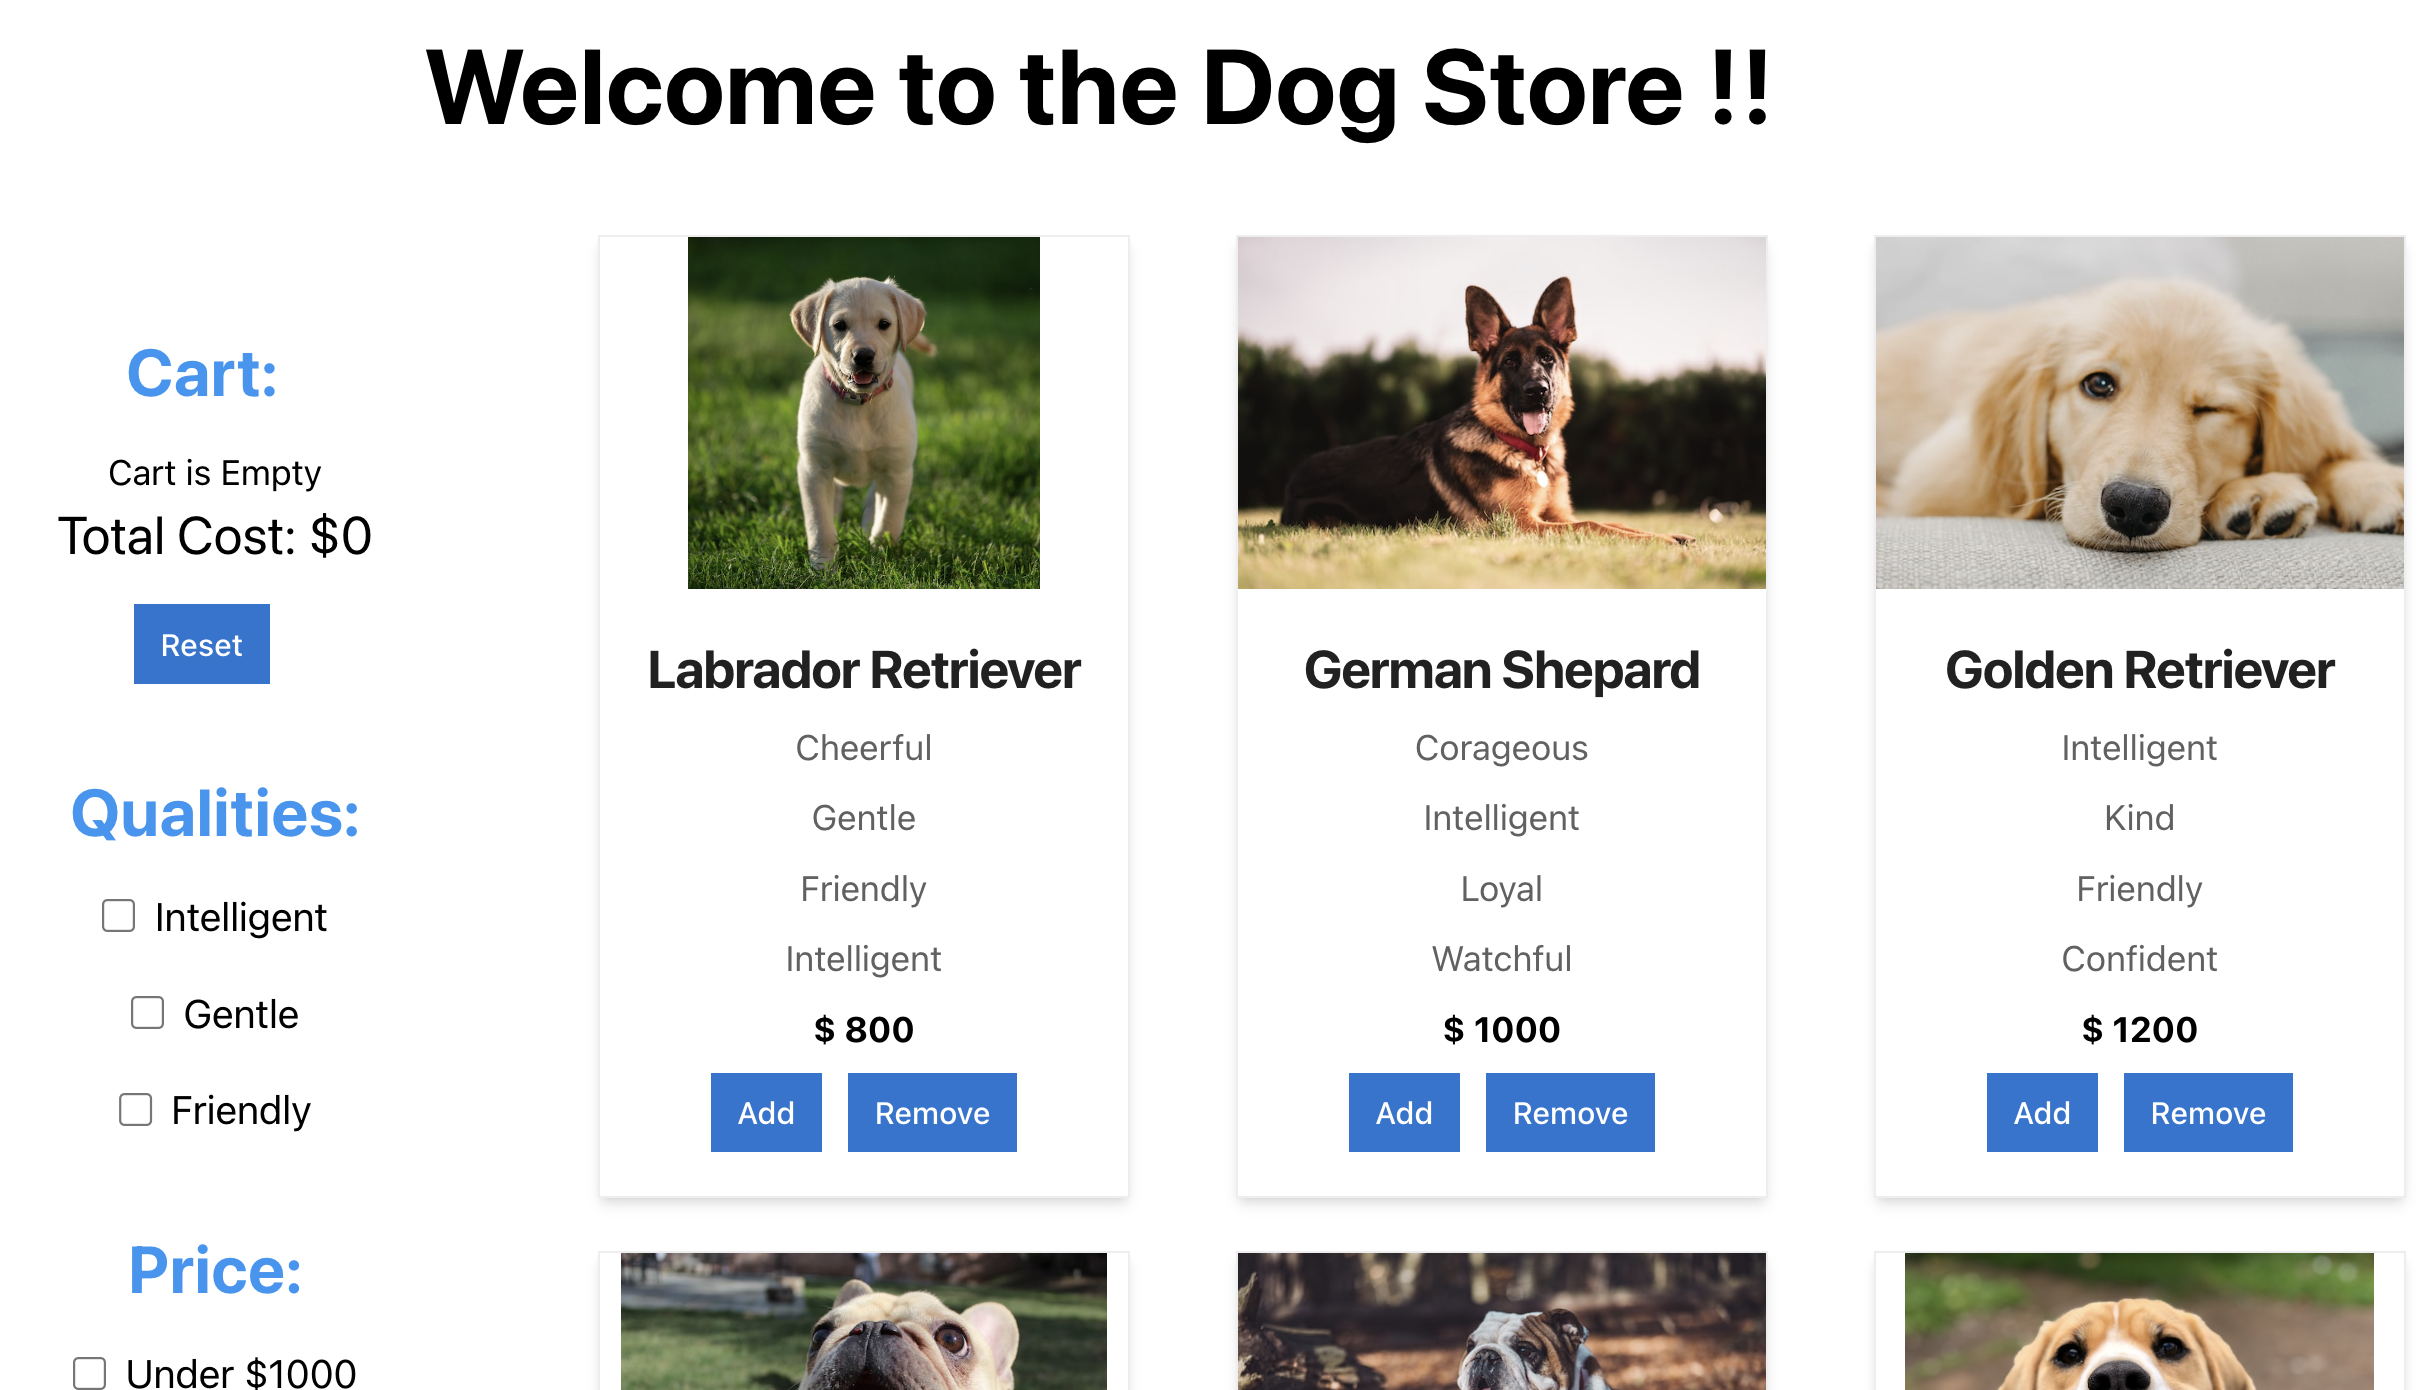 Welcome to the Dog Store !!
Cart:
Cart is Empty
Total Cost: $0
Reset
Qualities:
Intelligent
Gentle
Friendly
Price:
Under $1000
Labrador Retriever
Cheerful
Gentle
Friendly
Intelligent
$ 800
Add Remove
German Shepard
Corageous
Intelligent
Loyal
Watchful
$ 1000
Add Remove
Golden Retriever
Intelligent
Kind
Friendly
Confident
$ 1200
Add Remove